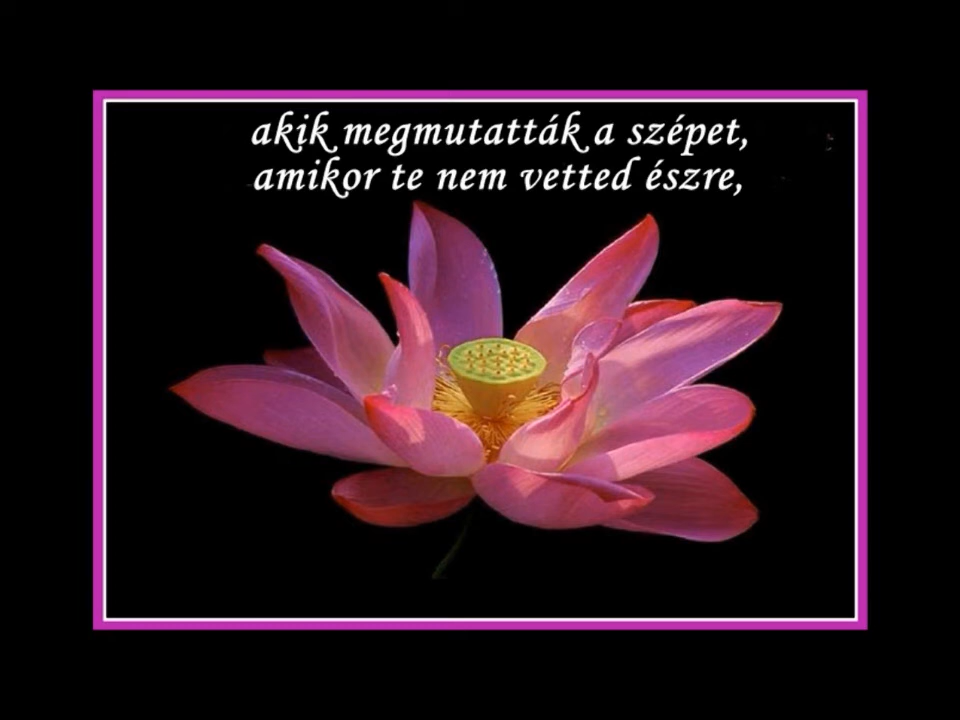 akik megmutatták a szépet,
amikor te nem vetted észre,